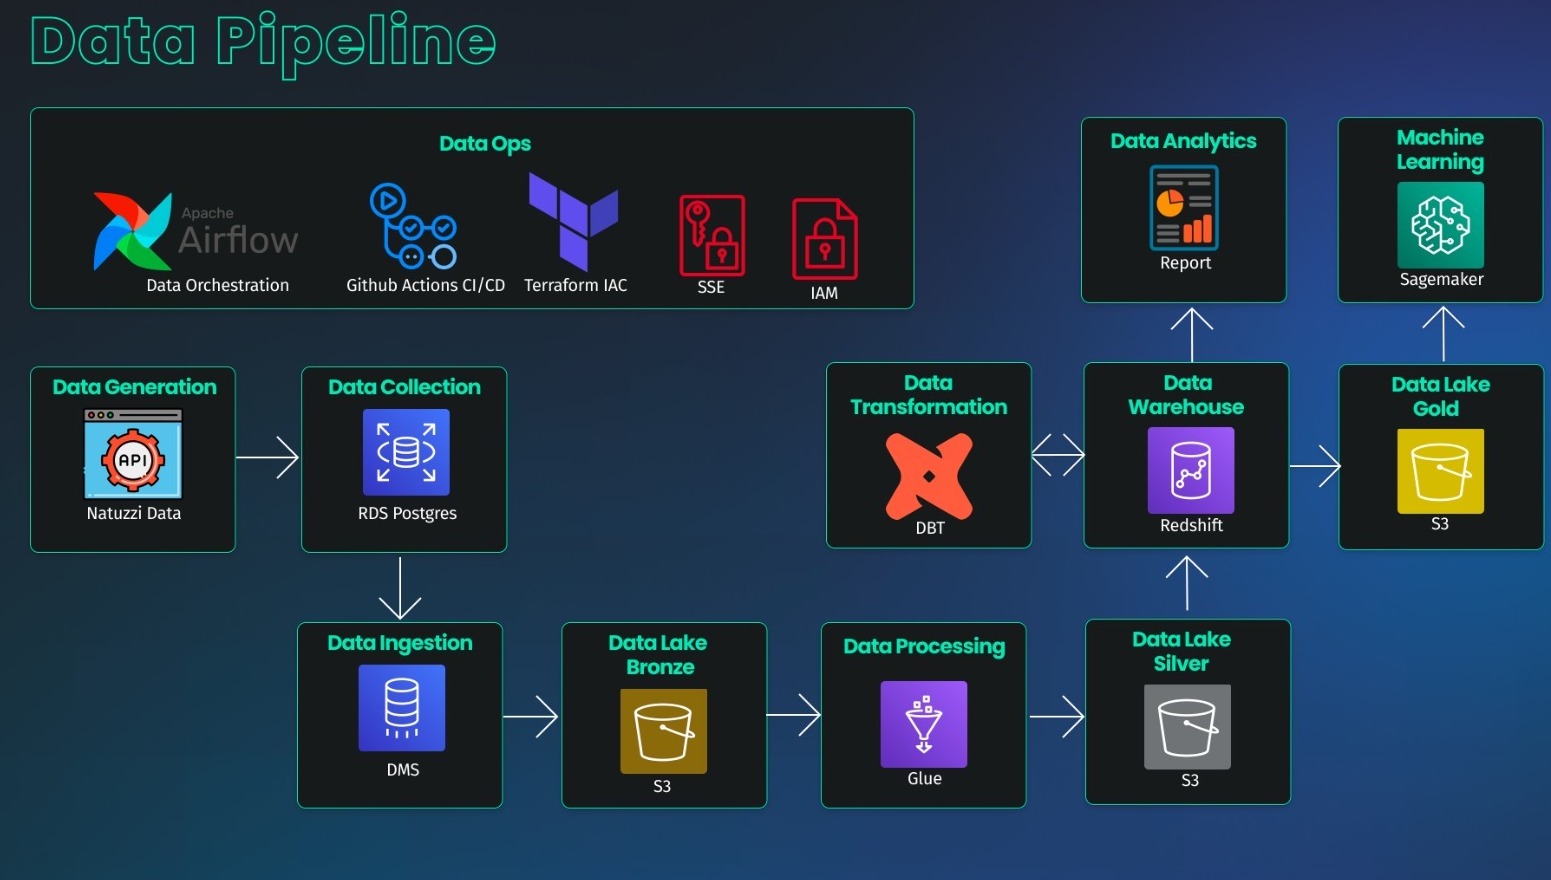 Data Pipeline
Data Ops
Apache
Airflow
Data Orchestration
Github Actions CI/CD
Terraform IAC
SSE
IAM
Data Analytics
Report
Machine
Learning
Sagemaker
Data Generation
API
Natuzzi Data
Data Collection
RDS Postgres
Data
Transformation
DBT
Data
Warehouse
Redshift
Data Lake
Gold
S3
Data Ingestion
DMS
Data Lake
Bronze
S3
Data Processing
Glue
Data Lake
Silver
S3